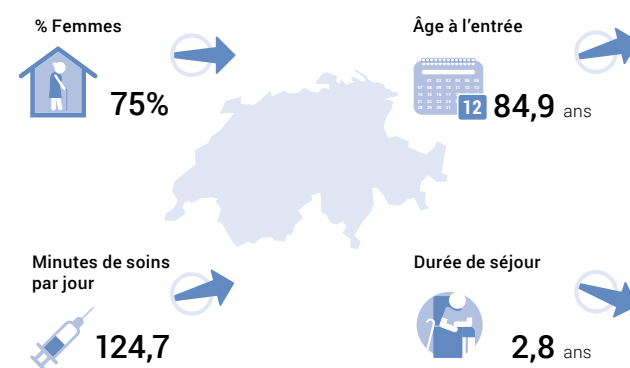 % Femmes
75%
Âge à l’entrée
12
84,9 ans
Minutes de soins
par jour
124,7
Durée de séjour
2,8 ans